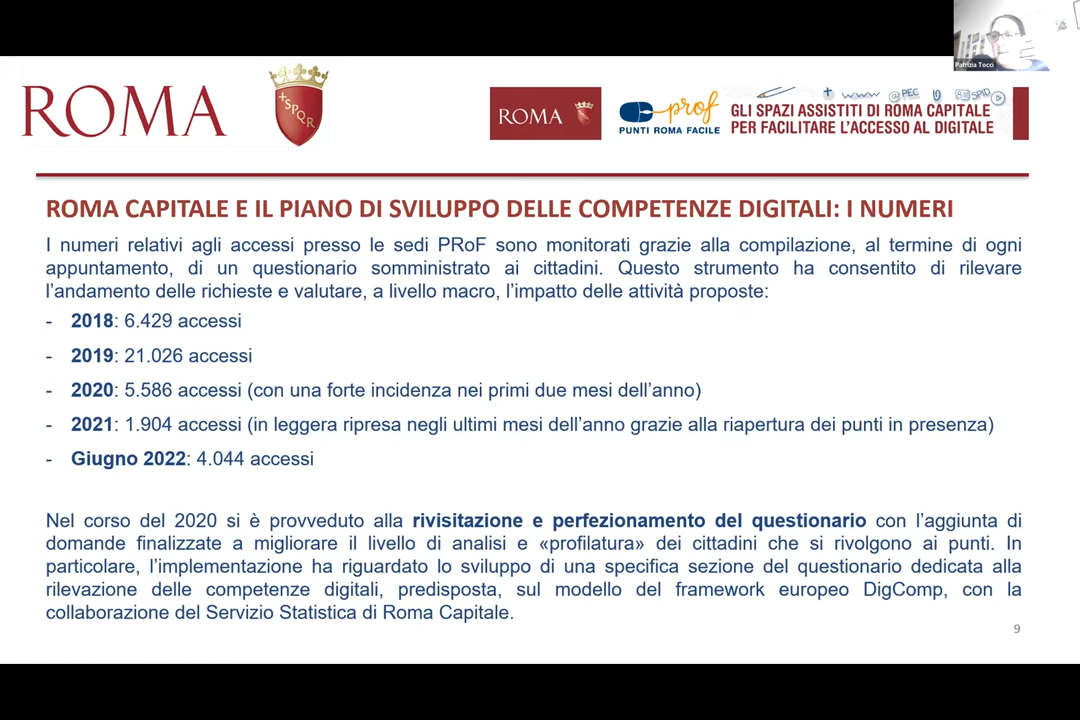 Patrizia Tocci
ROMA
SPQR
ROMA
prof
PUNTI ROMA FACILE
www @PEC SPID
GLI SPAZI ASSISTITI DI ROMA CAPITALE
PER FACILITARE L'ACCESSO AL DIGITALE
ROMA CAPITALE E IL PIANO DI SVILUPPO DELLE COMPETENZE DIGITALI: I NUMERI
I numeri relativi agli accessi presso le sedi PRoF sono monitorati grazie alla compilazione, al termine di ogni
appuntamento, di un questionario somministrato ai cittadini. Questo strumento ha consentito di rilevare
l'andamento delle richieste e valutare, a livello macro, l'impatto delle attività proposte:
- 2018: 6.429 accessi
- 2019: 21.026 accessi
- 2020: 5.586 accessi (con una forte incidenza nei primi due mesi dell'anno)
- 2021: 1.904 accessi (in leggera ripresa negli ultimi mesi dell'anno grazie alla riapertura dei punti in presenza)
- Giugno 2022: 4.044 accessi
Nel corso del 2020 si è provveduto alla rivisitazione e perfezionamento del questionario con l'aggiunta di
domande finalizzate a migliorare il livello di analisi e «profilatura» dei cittadini che si rivolgono ai punti. In
particolare, l'implementazione ha riguardato lo sviluppo di una specifica sezione del questionario dedicata alla
rilevazione delle competenze digitali, predisposta, sul modello del framework europeo DigComp, con la
collaborazione del Servizio Statistica di Roma Capitale.
9